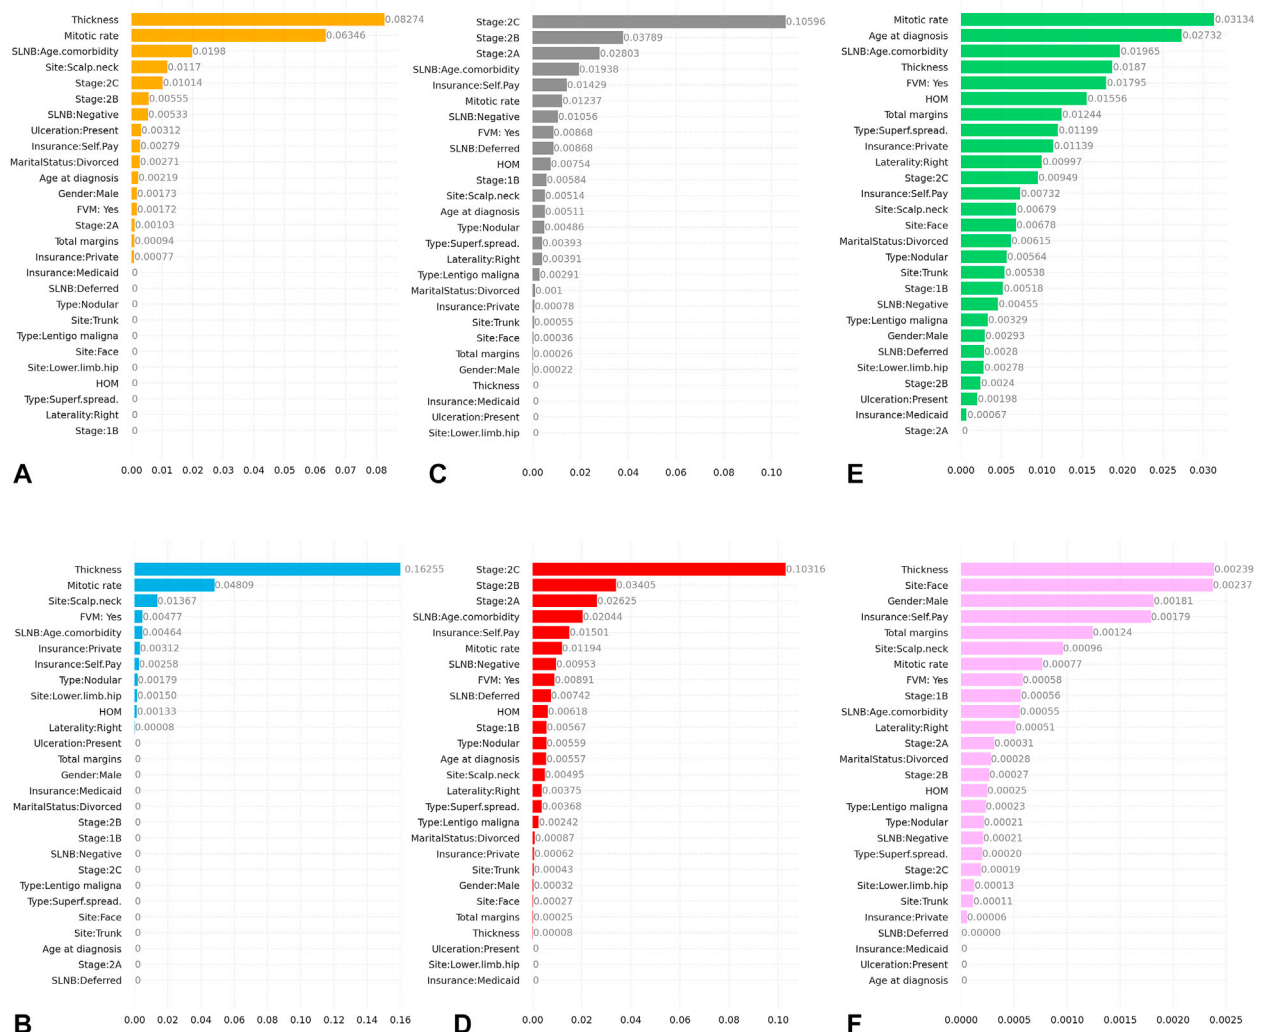 Thickness 0.08274
Mitotic rate 0.06346
SLNB:Age.comorbidity 0.0198
Site:Scalp.neck 0.0117
Stage:2C 0.01014
Stage:2B 0.00555
SLNB:Negative 0.00533
Ulceration:Present 0.00312
Insurance:Self.Pay 0.00279
MaritalStatus:Divorced 0.00271
Age at diagnosis 0.00219
Gender:Male 0.00173
FVM: Yes 0.00172
Stage:2A 0.00103
Total margins 0.00094
Insurance:Private 0.00077
Insurance:Medicaid 0
SLNB:Deferred 0
Type:Nodular 0
Site:Trunk 0
Type:Lentigo maligna 0
Site:Face 0
Site:Lower.limb.hip 0
HOM 0
Type:Superf.spread. 0
Laterality:Right 0
Stage:1B 0
A
0.00 0.01 0.02 0.03 0.04 0.05 0.06 0.07 0.08
Stage:2C 0.10596
Stage:2B 0.03789
Stage:2A 0.02803
SLNB:Age.comorbidity 0.01938
Insurance:Self.Pay 0.01429
Mitotic rate 0.01237
SLNB:Negative 0.01056
FVM: Yes 0.00868
SLNB:Deferred 0.00868
HOM 0.00754
Stage:1B 0.00584
Site:Scalp.neck 0.00514
Age at diagnosis 0.00511
Type:Nodular 0.00486
Type:Superf.spread. 0.00393
Laterality:Right 0.00391
Type:Lentigo maligna 0.00291
MaritalStatus:Divorced 0.001
Insurance:Private 0.00078
Site:Trunk 0.00055
Site:Face 0.00036
Total margins 0.00026
Gender:Male 0.00022
Thickness 0
Insurance:Medicaid 0
Ulceration:Present 0
Site:Lower.limb.hip 0
C
0.00 0.02 0.04 0.06 0.08 0.10
Mitotic rate 0.03134
Age at diagnosis 0.02732
SLNB:Age.comorbidity 0.01965
Thickness 0.0187
FVM: Yes 0.01795
HOM 0.01556
Total margins 0.01244
Type:Superf.spread. 0.01199
Insurance:Private 0.01139
Laterality:Right 0.00997
Stage:2C 0.00949
Insurance:Self.Pay 0.00732
Site:Scalp.neck 0.00679
Site:Face 0.00678
MaritalStatus:Divorced 0.00615
Type:Nodular 0.00564
Site:Trunk 0.00538
Stage:1B 0.00518
SLNB:Negative 0.00455
Type:Lentigo maligna 0.00329
Gender:Male 0.00293
SLNB:Deferred 0.0028
Site:Lower.limb.hip 0.00278
Stage:2B 0.0024
Ulceration:Present 0.00198
Insurance:Medicaid 0.00067
Stage:2A 0
E
0.000 0.005 0.010 0.015 0.020 0.025 0.030
Thickness 0.16255
Mitotic rate 0.04809
Site:Scalp.neck 0.01367
FVM: Yes 0.00477
SLNB:Age.comorbidity 0.00464
Insurance:Private 0.00312
Insurance:Self.Pay 0.00258
Type:Nodular 0.00179
Site:Lower.limb.hip 0.00150
HOM 0.00133
Laterality:Right 0.00008
Ulceration:Present 0
Total margins 0
Gender:Male 0
Insurance:Medicaid 0
MaritalStatus:Divorced 0
Stage:2B 0
Stage:1B 0
SLNB:Negative 0
Stage:2C 0
Type:Lentigo maligna 0
Type:Superf.spread. 0
Site:Face 0
Site:Trunk 0
Age at diagnosis 0
Stage:2A 0
SLNB:Deferred 0
B
0.00 0.02 0.04 0.06 0.08 0.10 0.12 0.14 0.16
Stage:2C 0.10316
Stage:2B 0.03405
Stage:2A 0.02625
SLNB:Age.comorbidity 0.02044
Insurance:Self.Pay 0.01501
Mitotic rate 0.01194
SLNB:Negative 0.00953
FVM: Yes 0.00891
SLNB:Deferred 0.00742
HOM 0.00618
Stage:1B 0.00567
Type:Nodular 0.00559
Age at diagnosis 0.00557
Site:Scalp.neck 0.00495
Laterality:Right 0.00375
Type:Superf.spread. 0.00368
Type:Lentigo maligna 0.00242
MaritalStatus:Divorced 0.00087
Insurance:Private 0.00062
Site:Trunk 0.00043
Gender:Male 0.00032
Site:Face 0.00027
Total margins 0.00025
Thickness 0.00008
Ulceration:Present 0
Site:Lower.limb.hip 0
Insurance:Medicaid 0
D
0.00 0.02 0.04 0.06 0.08 0.10
Thickness 0.00239
Site:Face 0.00237
Gender:Male 0.00181
Insurance:Self.Pay 0.00179
Total margins 0.00124
Site:Scalp.neck 0.00096
Mitotic rate 0.00077
FVM: Yes 0.00058
Stage:1B 0.00056
SLNB:Age.comorbidity 0.00055
Laterality:Right 0.00051
Stage:2A 0.00031
MaritalStatus:Divorced 0.00028
Stage:2B 0.00027
HOM 0.00025
Type:Lentigo maligna 0.00023
Type:Nodular 0.00021
SLNB:Negative 0.00021
Type:Superf.spread. 0.00020
Stage:2C 0.00019
Site:Lower.limb.hip 0.00013
Site:Trunk 0.00011
Insurance:Private 0.00006
SLNB:Deferred 0.00000
Insurance:Medicaid 0
Ulceration:Present 0
Age at diagnosis 0
F
0.0000 0.0005 0.0010 0.0015 0.0020 0.0025